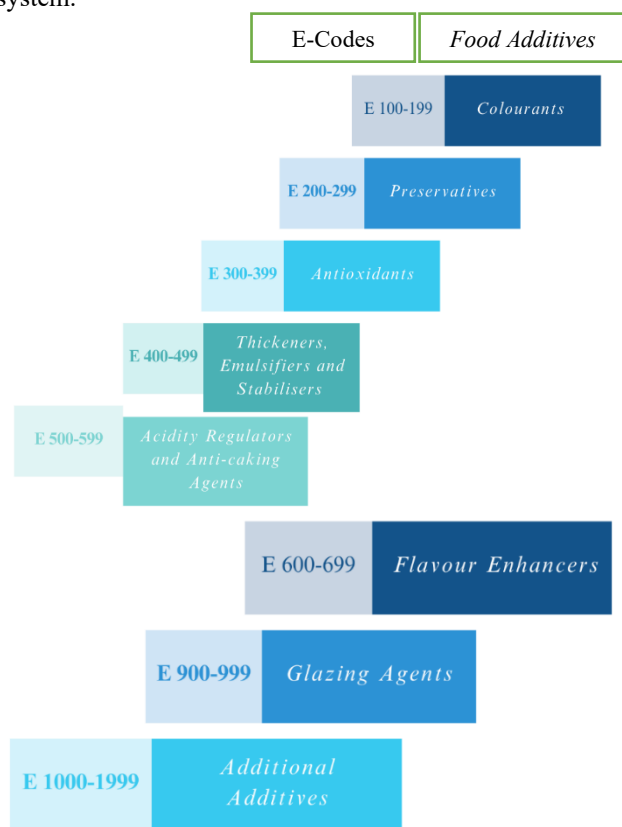 system.
E-Codes Food Additives
E 100-199 Colourants
E 200-299 Preservatives
E 300-399 Antioxidants
E 400-499
Thickeners,
Emulsifiers and
Stabilisers
E 500-599
Acidity Regulators
and Anti-caking
Agents
E 600-699 Flavour Enhancers
E 900-999 Glazing Agents
E 1000-1999
Additional
Additives